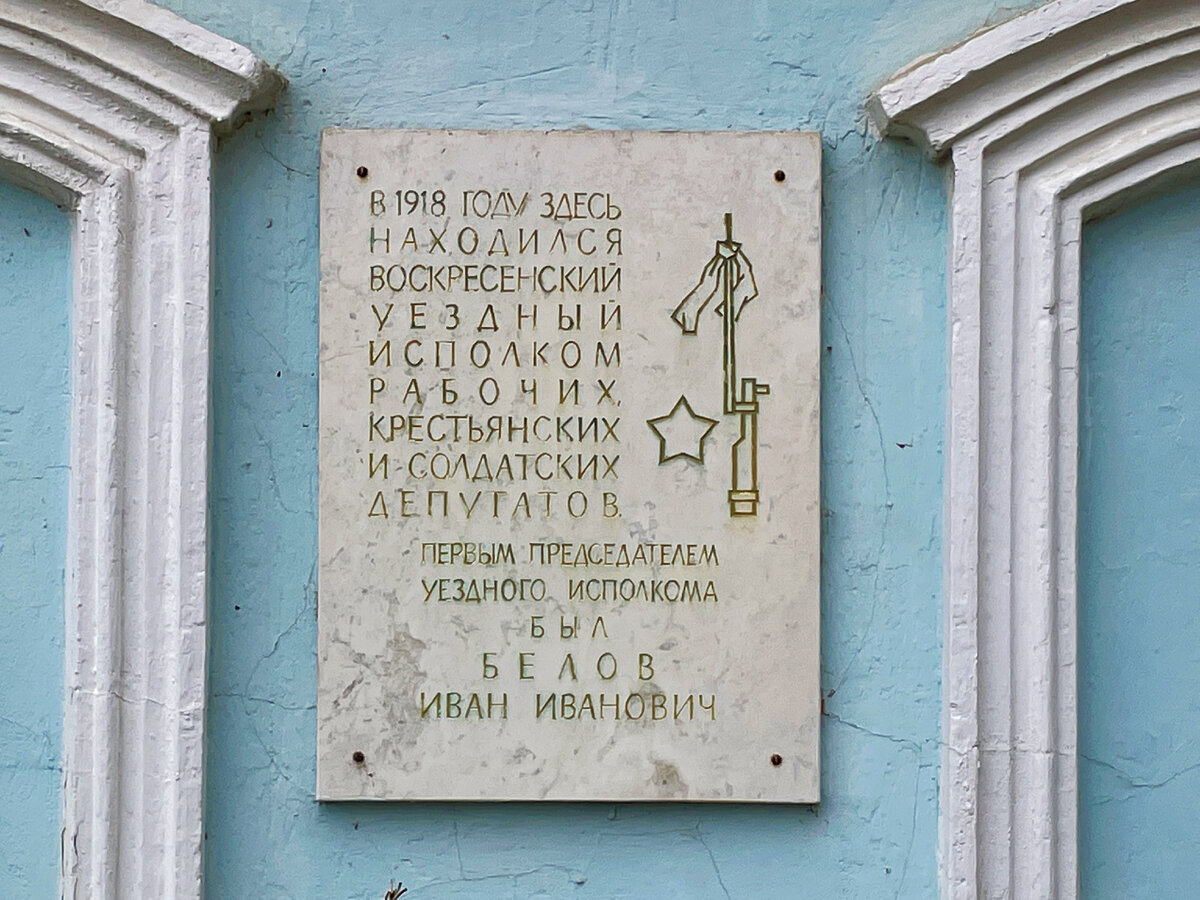 В 1918 ГОДУ ЗДЕСЬ
НАХОДИЛСЯ
ВОСКРЕСЕНСКИЙ
УЕЗДНЫЙ
ИСПОЛКОМ
РАБОЧИХ,
КРЕСТЬЯНСКИХ
И СОЛДАТСКИХ
ДЕПУТАТОВ.
ПЕРВЫМ ПРЕДСЕДАТЕЛЕМ
УЕЗДНОГО ИСПОЛКОМА
БЫЛ
БЕЛОВ
ИВАН ИВАНОВИЧ